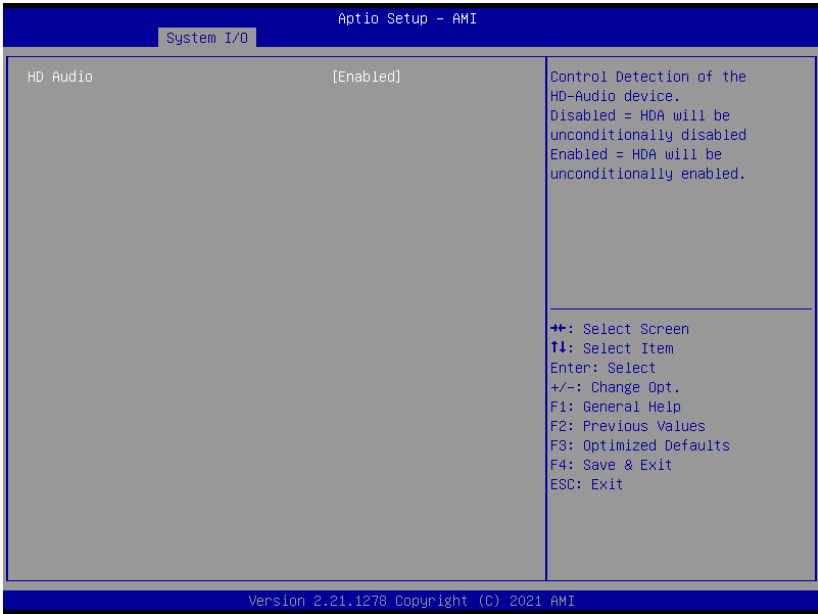 Aptio Setup – AMI
System I/O
HD Audio [Enabled]
Control Detection of the
HD-Audio device.
Disabled = HDA will be
unconditionally disabled
Enabled = HDA will be
unconditionally enabled.
→←: Select Screen
↑↓: Select Item
Enter: Select
+/-: Change Opt.
F1: General Help
F2: Previous Values
F3: Optimized Defaults
F4: Save & Exit
ESC: Exit
Version 2.21.1278 Copyright (C) 2021 AMI